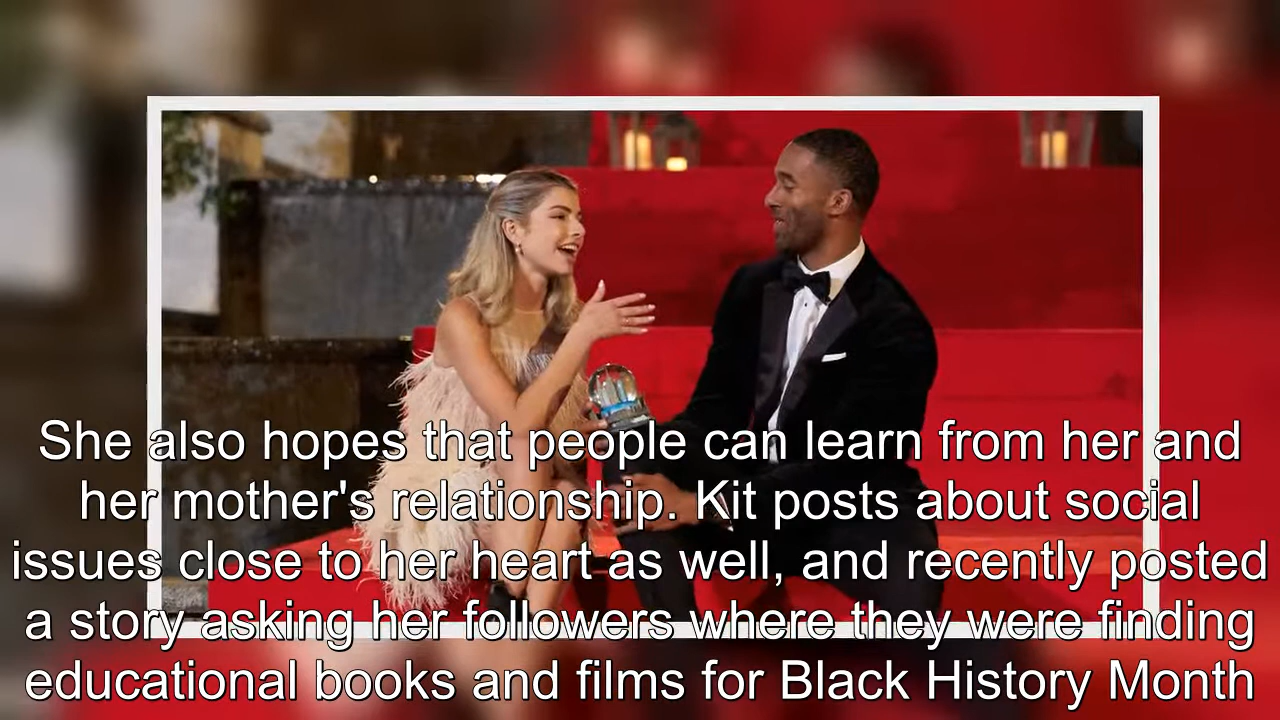 She also hopes that people can learn from her and
her mother's relationship. Kit posts about social
issues close to her heart as well, and recently posted
a story asking her followers where they were finding
educational books and films for Black History Month